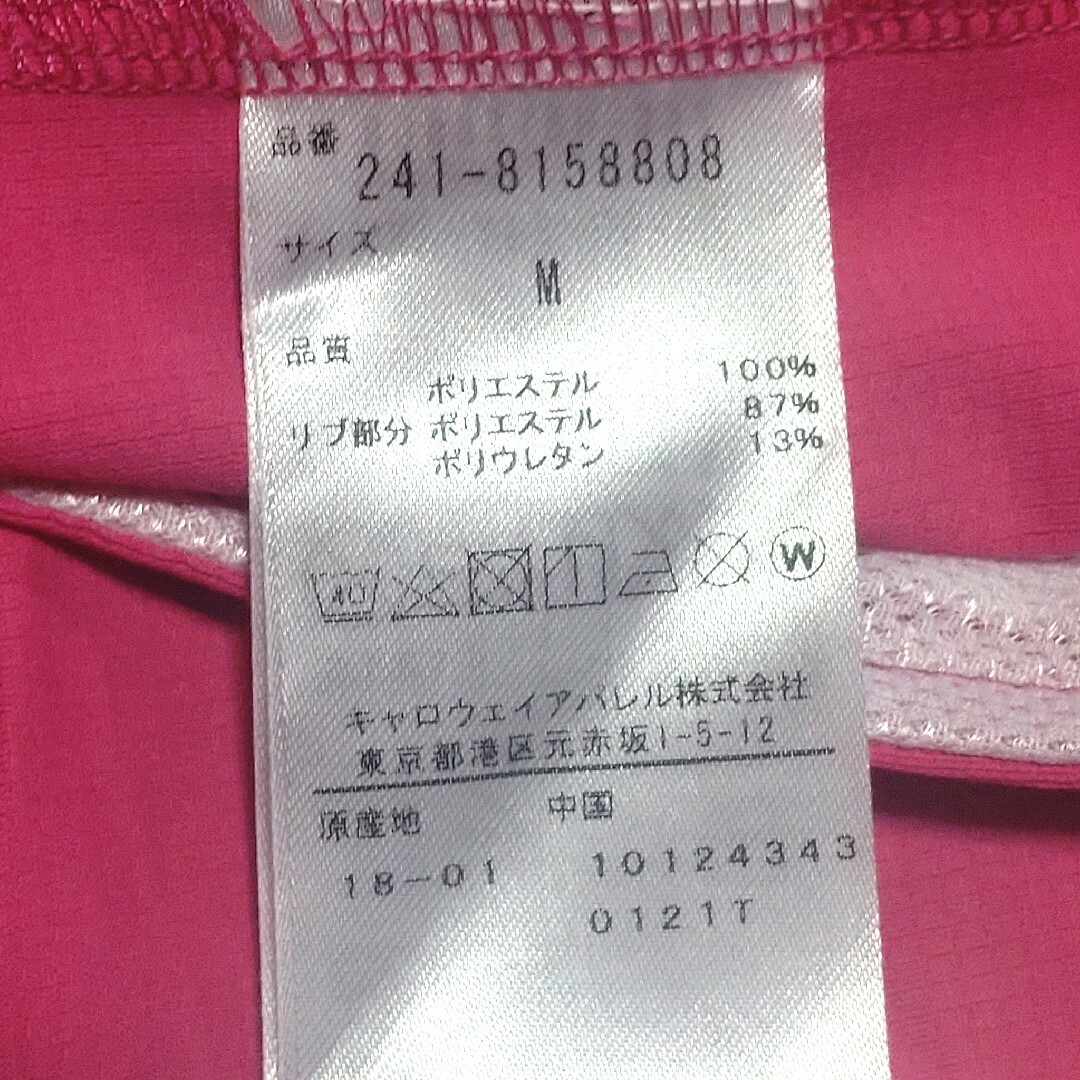 品番
241-8158808
サイズ
M
品質
ポリエステル 100%
リブ部分 ポリエステル 87%
ポリウレタン 13%
40 W
キャロウェイアパレル株式会社
東京都港区元赤坂1-5-12
原産地 中国
18-01 10124343
0121T